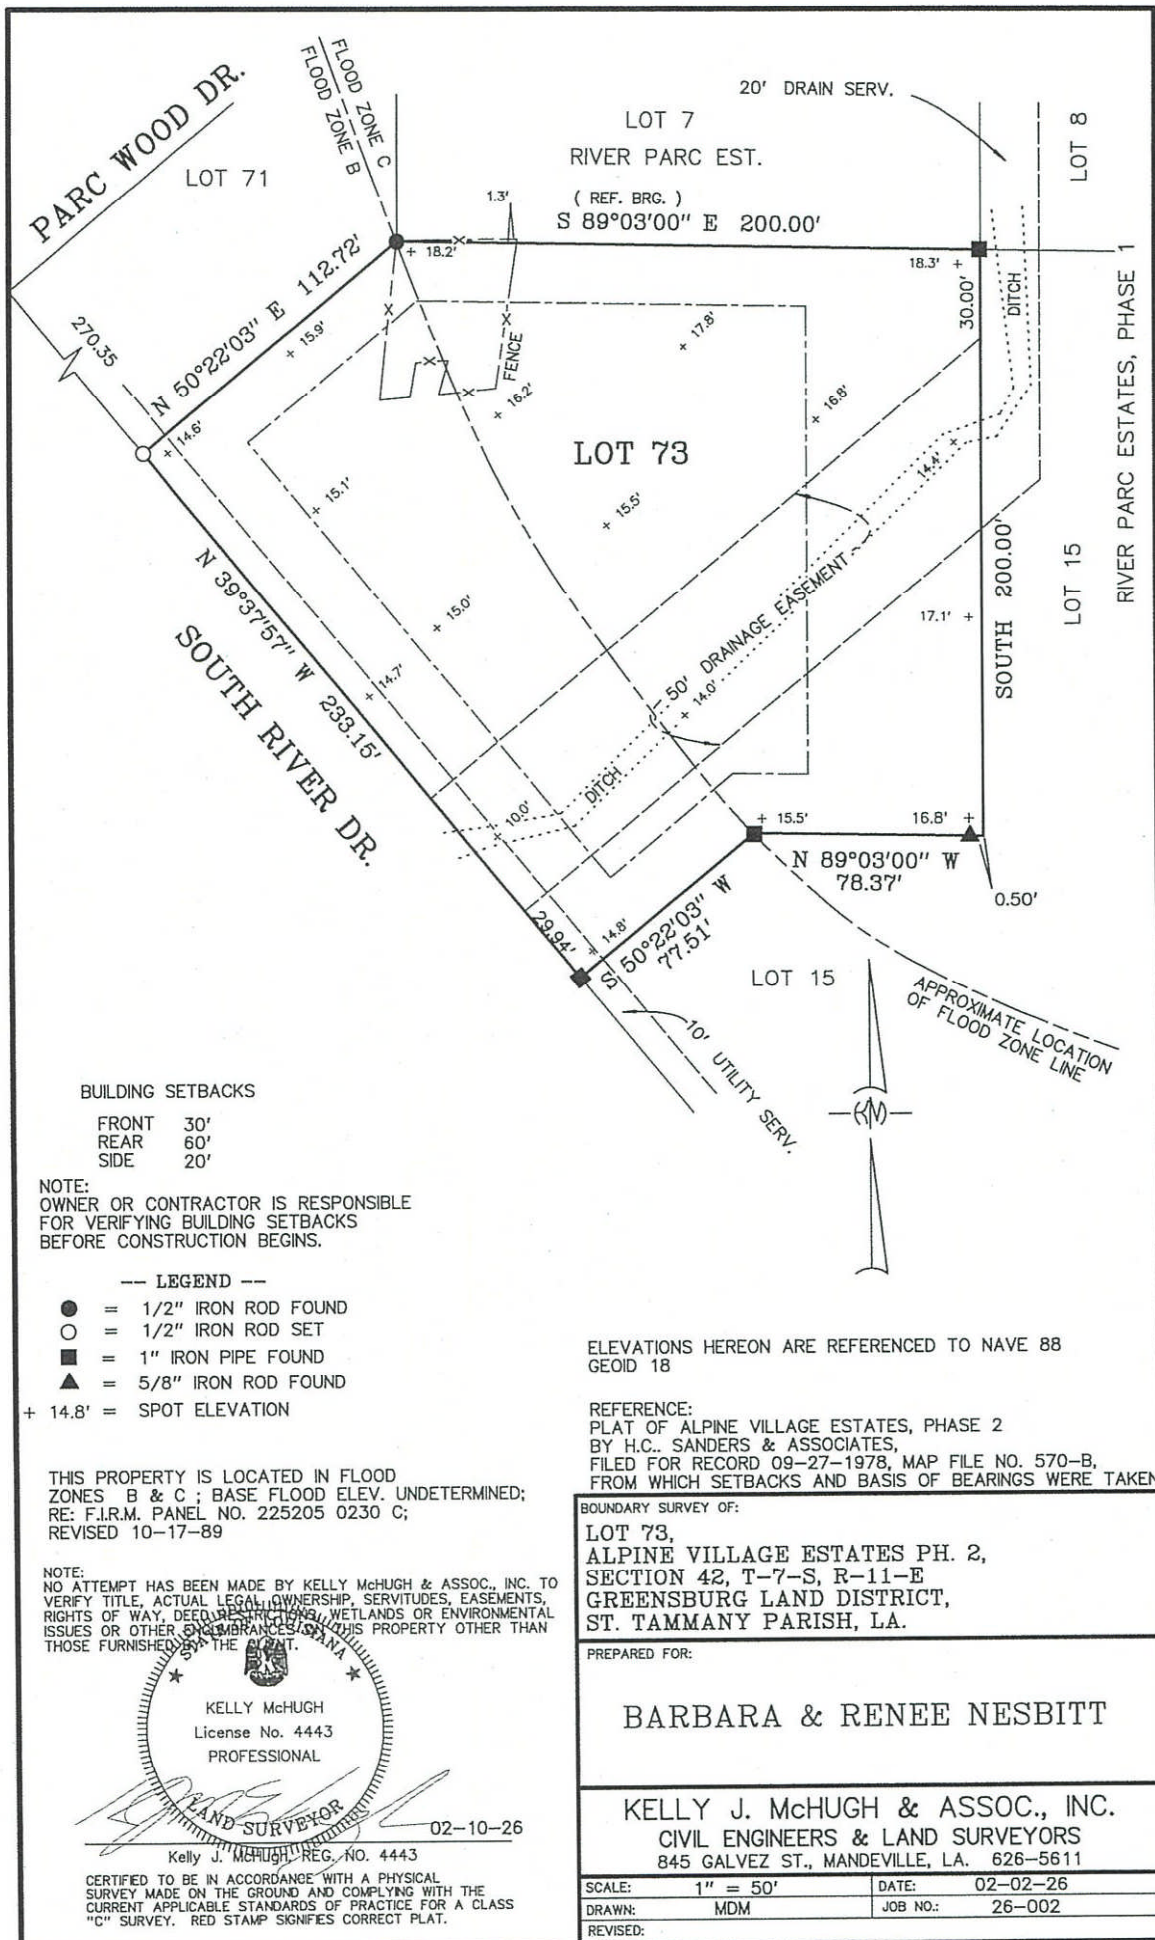 PARC WOOD DR.
FLOOD ZONE C
FLOOD ZONE B
LOT 71
LOT 7
RIVER PARC EST.
20' DRAIN SERV.
LOT 8
( REF. BRG. )
S 89°03'00" E 200.00'
1.3'
18.2'
18.3'
30.00'
DITCH
RIVER PARC ESTATES, PHASE 1
N 50°22'03" E 112.72'
270.35
15.9'
17.8'
FENCE
16.2'
16.8'
14.6'
LOT 73
14.4'
15.1'
15.5'
N 39°37'57" W 233.15'
SOUTH RIVER DR.
15.0'
14.7'
50' DRAINAGE EASEMENT
14.0'
17.1'
SOUTH 200.00'
LOT 15
DITCH
10.0'
15.5'
16.8'
N 89°03'00" W
78.37'
0.50'
29.94'
14.8'
S 50°22'03" W
77.51'
LOT 15
APPROXIMATE LOCATION
OF FLOOD ZONE LINE
10' UTILITY SERV.
KM
BUILDING SETBACKS
FRONT 30'
REAR 60'
SIDE 20'
NOTE:
OWNER OR CONTRACTOR IS RESPONSIBLE
FOR VERIFYING BUILDING SETBACKS
BEFORE CONSTRUCTION BEGINS.
-- LEGEND --
= 1/2" IRON ROD FOUND
= 1/2" IRON ROD SET
= 1" IRON PIPE FOUND
= 5/8" IRON ROD FOUND
+ 14.8' = SPOT ELEVATION
ELEVATIONS HEREON ARE REFERENCED TO NAVE 88
GEOID 18
REFERENCE:
PLAT OF ALPINE VILLAGE ESTATES, PHASE 2
BY H.C.. SANDERS & ASSOCIATES,
FILED FOR RECORD 09-27-1978, MAP FILE NO. 570-B,
FROM WHICH SETBACKS AND BASIS OF BEARINGS WERE TAKEN
THIS PROPERTY IS LOCATED IN FLOOD
ZONES B & C ; BASE FLOOD ELEV. UNDETERMINED;
RE: F.I.R.M. PANEL NO. 225205 0230 C;
REVISED 10-17-89
NOTE:
NO ATTEMPT HAS BEEN MADE BY KELLY McHUGH & ASSOC., INC. TO
VERIFY TITLE, ACTUAL LEGAL OWNERSHIP, SERVITUDES, EASEMENTS,
RIGHTS OF WAY, DEED RESTRICTIONS, WETLANDS OR ENVIRONMENTAL
ISSUES OR OTHER ENCUMBRANCES ON THIS PROPERTY OTHER THAN
THOSE FURNISHED BY THE CLIENT.
STATE OF LOUISIANA
KELLY McHUGH
License No. 4443
PROFESSIONAL
LAND SURVEYOR
02-10-26
Kelly J. McHugh, REG. NO. 4443
CERTIFIED TO BE IN ACCORDANCE WITH A PHYSICAL
SURVEY MADE ON THE GROUND AND COMPLYING WITH THE
CURRENT APPLICABLE STANDARDS OF PRACTICE FOR A CLASS
"C" SURVEY. RED STAMP SIGNIFIES CORRECT PLAT.
BOUNDARY SURVEY OF:
LOT 73,
ALPINE VILLAGE ESTATES PH. 2,
SECTION 42, T-7-S, R-11-E
GREENSBURG LAND DISTRICT,
ST. TAMMANY PARISH, LA.
PREPARED FOR:
BARBARA & RENEE NESBITT
KELLY J. McHUGH & ASSOC., INC.
CIVIL ENGINEERS & LAND SURVEYORS
845 GALVEZ ST., MANDEVILLE, LA. 626-5611
SCALE: 1" = 50' DATE: 02-02-26
DRAWN: MDM JOB NO.: 26-002
REVISED: